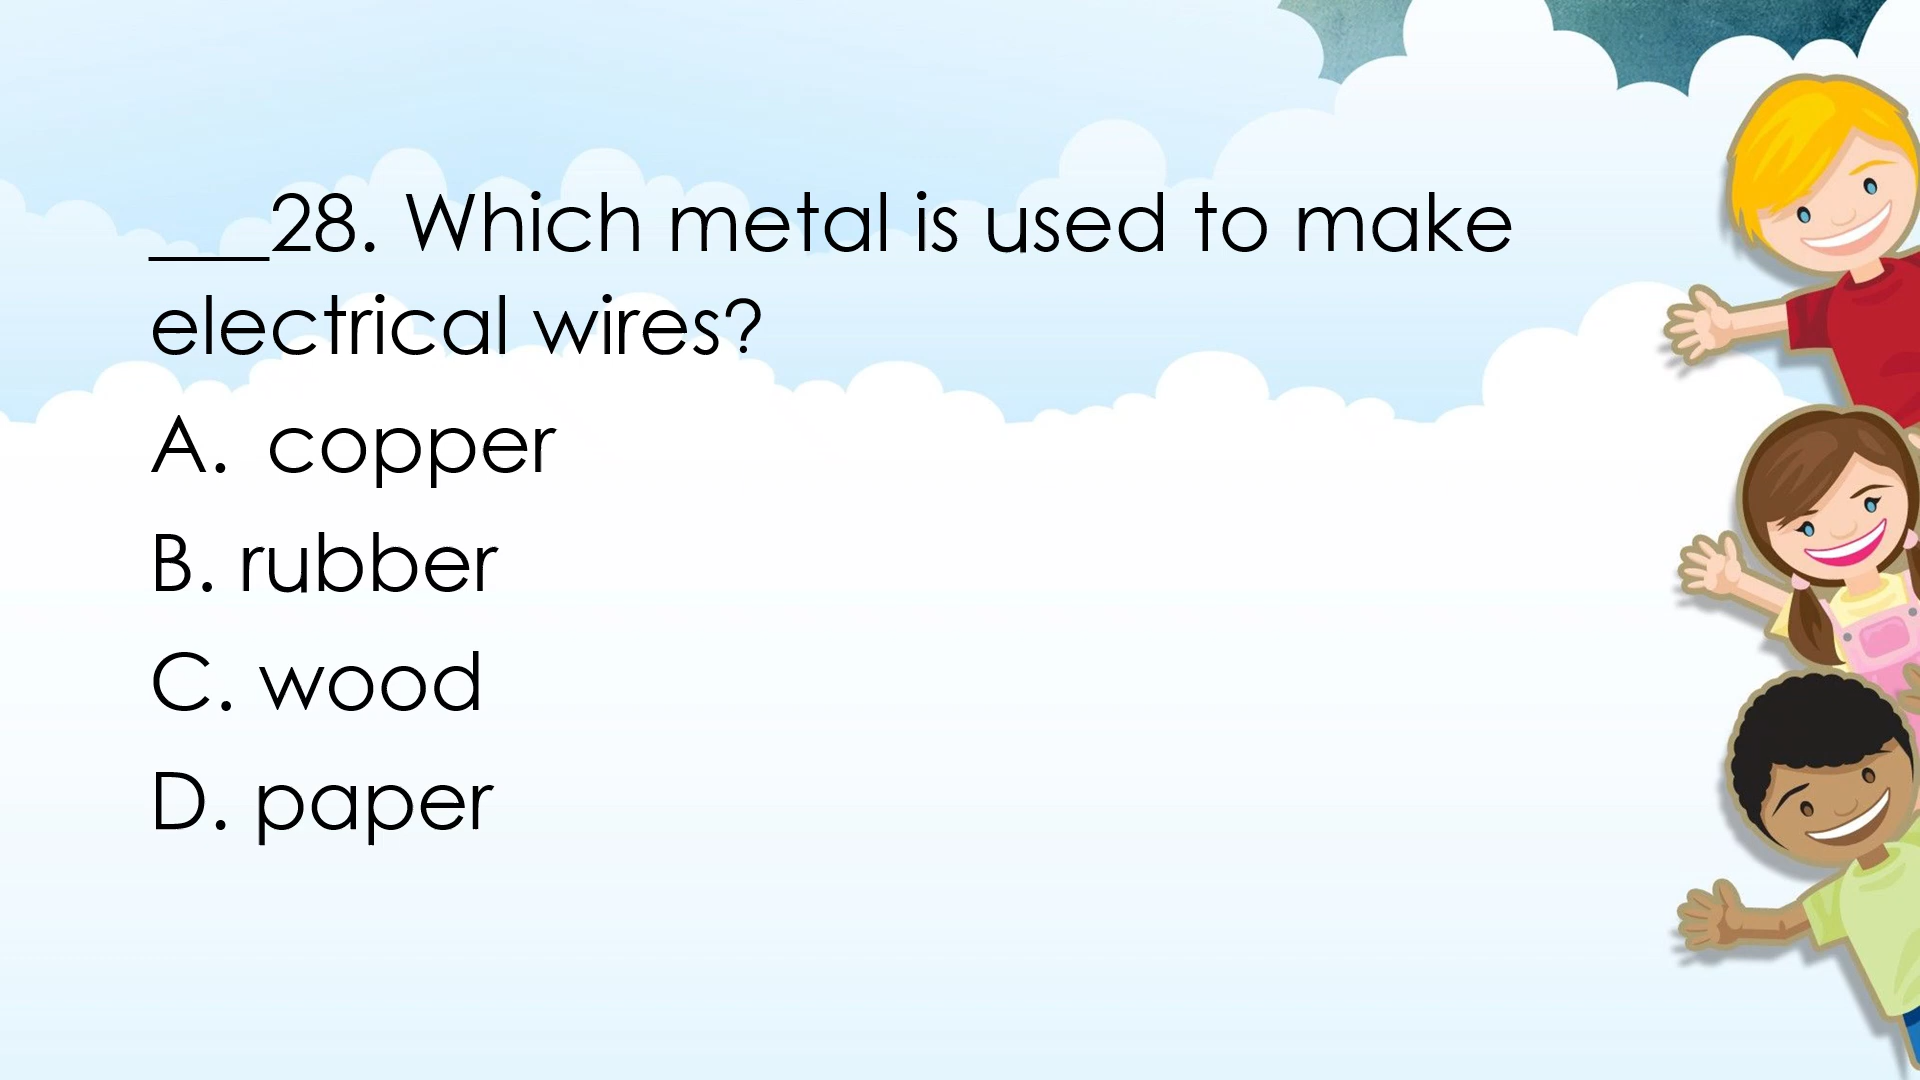 ___28. Which metal is used to make
electrical wires?
A. copper
B. rubber
C. wood
D. paper